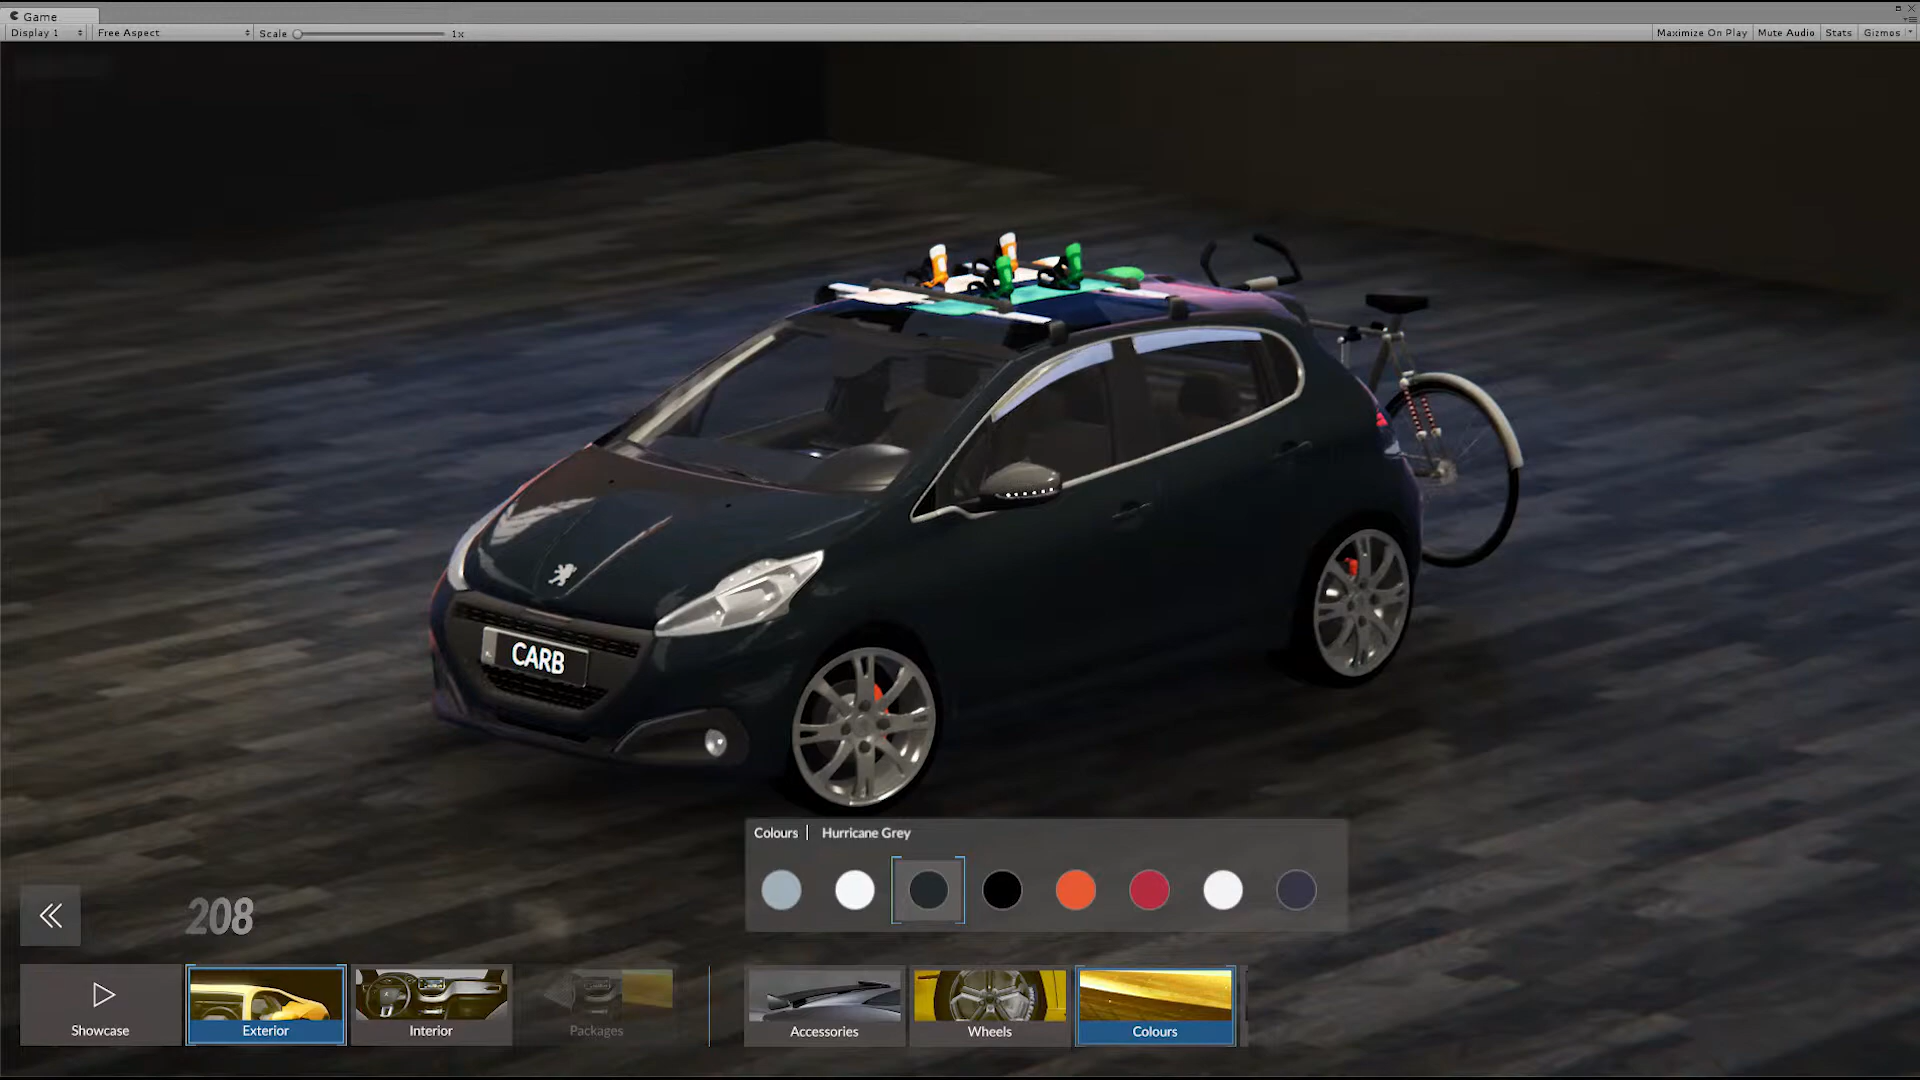 Game
Display 1
Free Aspect
Scale
1x
Maximize On Play
Mute Audio
Stats
Gizmos
CARB
Colours | Hurricane Grey
208
Showcase
Exterior
Interior
Packages
Accessories
Wheels
Colours